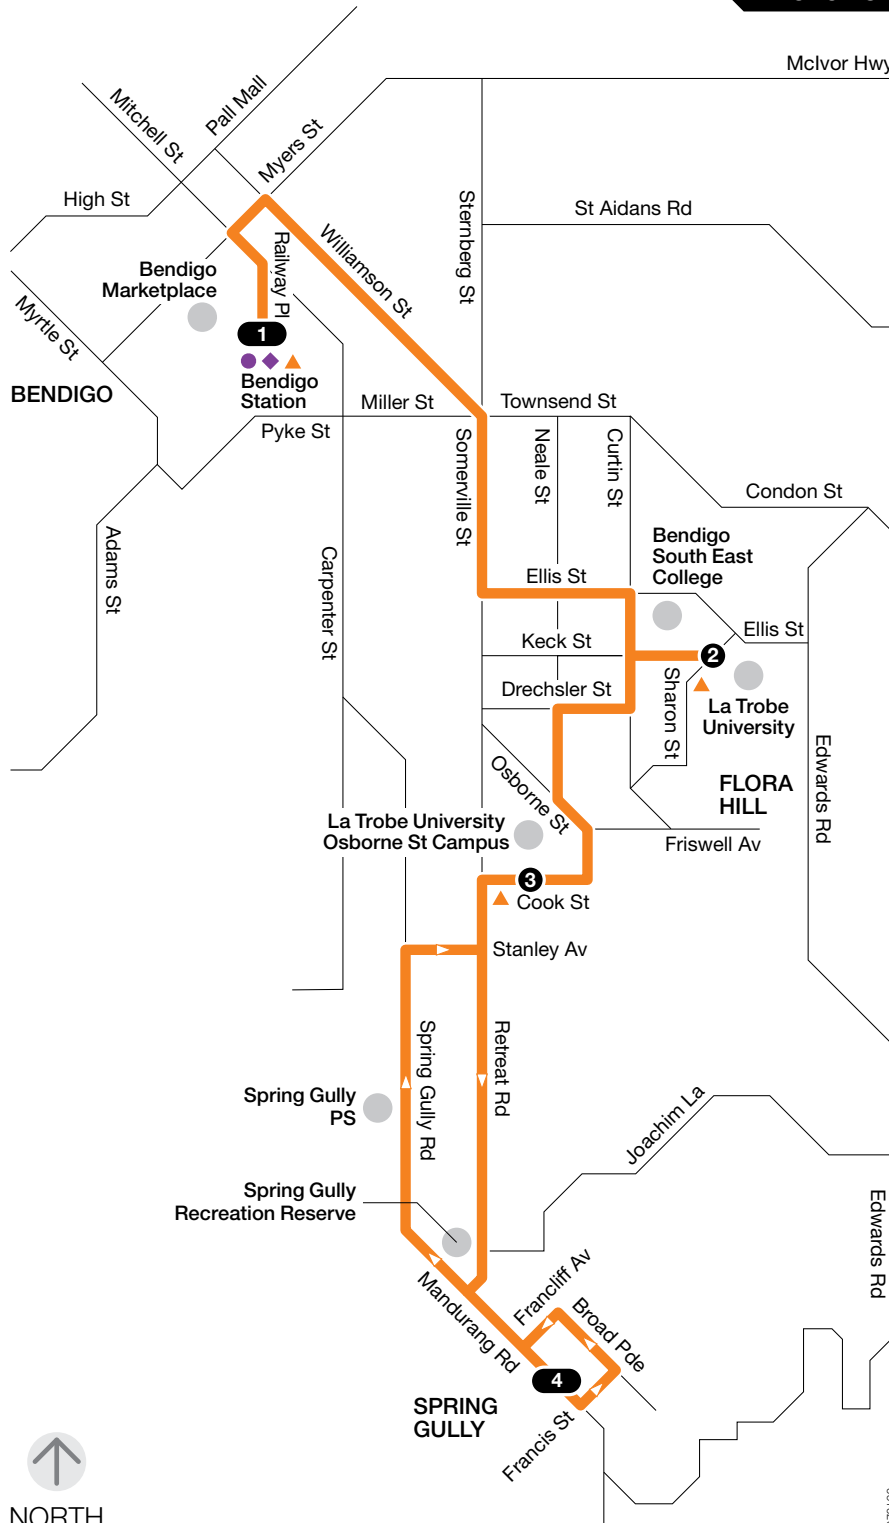 McIvor Hwy
Pall Mall
Mitchell St
Myers St
High St
Sternberg St
St Aidans Rd
Railway Pl
Williamson St
Bendigo
Marketplace
Myrtle St
1
Bendigo
Station
BENDIGO
Miller St
Townsend St
Pyke St
Somerville St
Neale St
Curtin St
Condon St
Adams St
Carpenter St
Bendigo
South East
College
Ellis St
Ellis St
Keck St
2
Drechsler St
Sharon St
La Trobe
University
Edwards Rd
Osborne St
FLORA
HILL
La Trobe University
Osborne St Campus
Friswell Av
3
Cook St
Stanley Av
Spring Gully Rd
Retreat Rd
Spring Gully
PS
Joachim La
Spring Gully
Recreation Reserve
Edwards Rd
Francliff Av
Broad Pde
Mandurang Rd
4
SPRING
GULLY
Francis St
NORTH